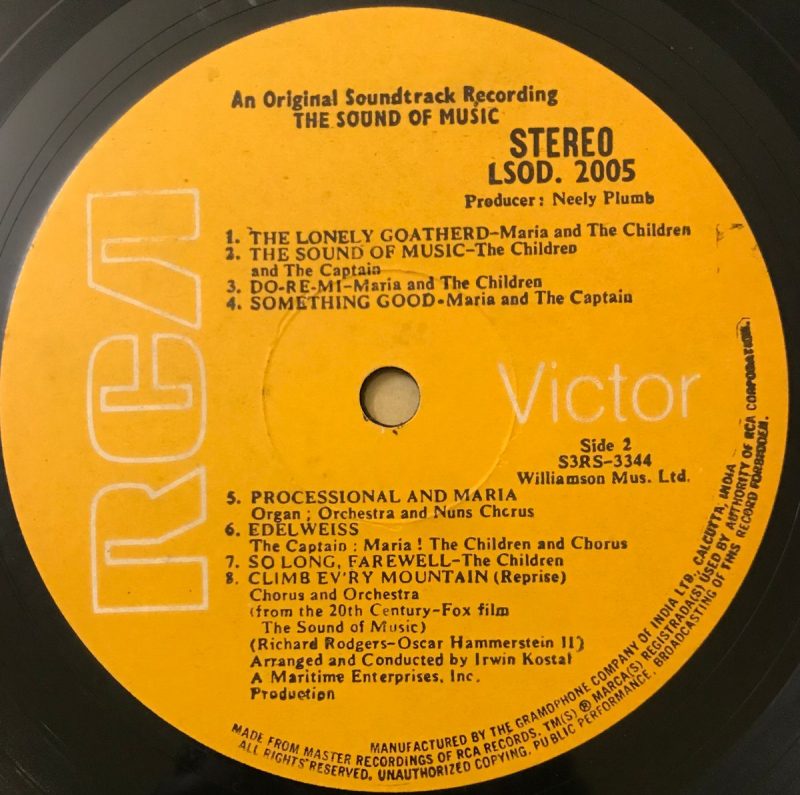 An Original Soundtrack Recording
THE SOUND OF MUSIC
STEREO
LSOD. 2005
Producer: Neely Plumb
1. THE LONELY GOATHERD-Maria and The Children
2. THE SOUND OF MUSIC-The Children
and The Captain
3. DO-RE-MI-Maria and The Children
4. SOMETHING GOOD-Maria and The Captain
RCA
Victor
Side 2
S3RS-3344
Williamson Mus. Ltd.
5. PROCESSIONAL AND MARIA
Organ; Orchestra and Nuns Chorus
6. EDELWEISS
The Captain: Maria! The Children and Chorus
7. SO LONG, FAREWELL-The Children
8. CLIMB EV'RY MOUNTAIN (Reprise)
Chorus and Orchestra
(from the 20th Century-Fox film
The Sound of Music)
(Richard Rodgers-Oscar Hammerstein II)
Arranged and Conducted by Irwin Kostal
A Maritime Enterprises, Inc.
Production
MANUFACTURED BY THE GRAMOPHONE COMPANY OF INDIA LTD., CALCUTTA, INDIA
MADE FROM MASTER RECORDINGS OF RCA RECORDS. TM(S) ® MARCA(S) REGISTRADA(S) USED BY AUTHORITY OF RCA CORPORATION.
ALL RIGHTS RESERVED. UNAUTHORIZED COPYING, PUBLIC PERFORMANCE, BROADCASTING OF THIS RECORD FORBIDDEN.